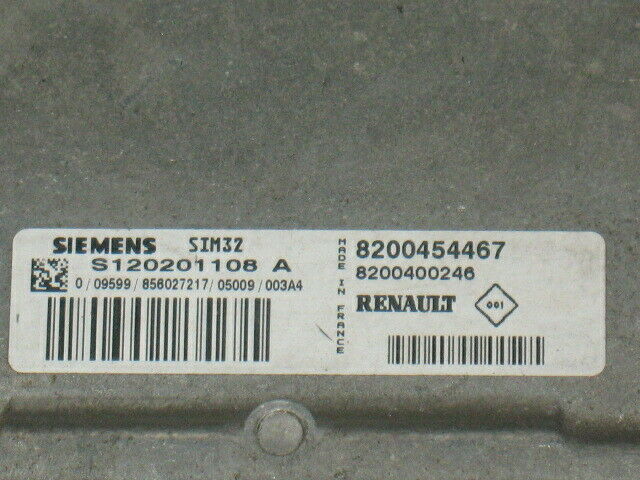 SIEMENS SIM32
S120201108 A
0/09599/856027217/05009/003A4
MADE IN FRANCE
8200454467
8200400246
RENAULT 001